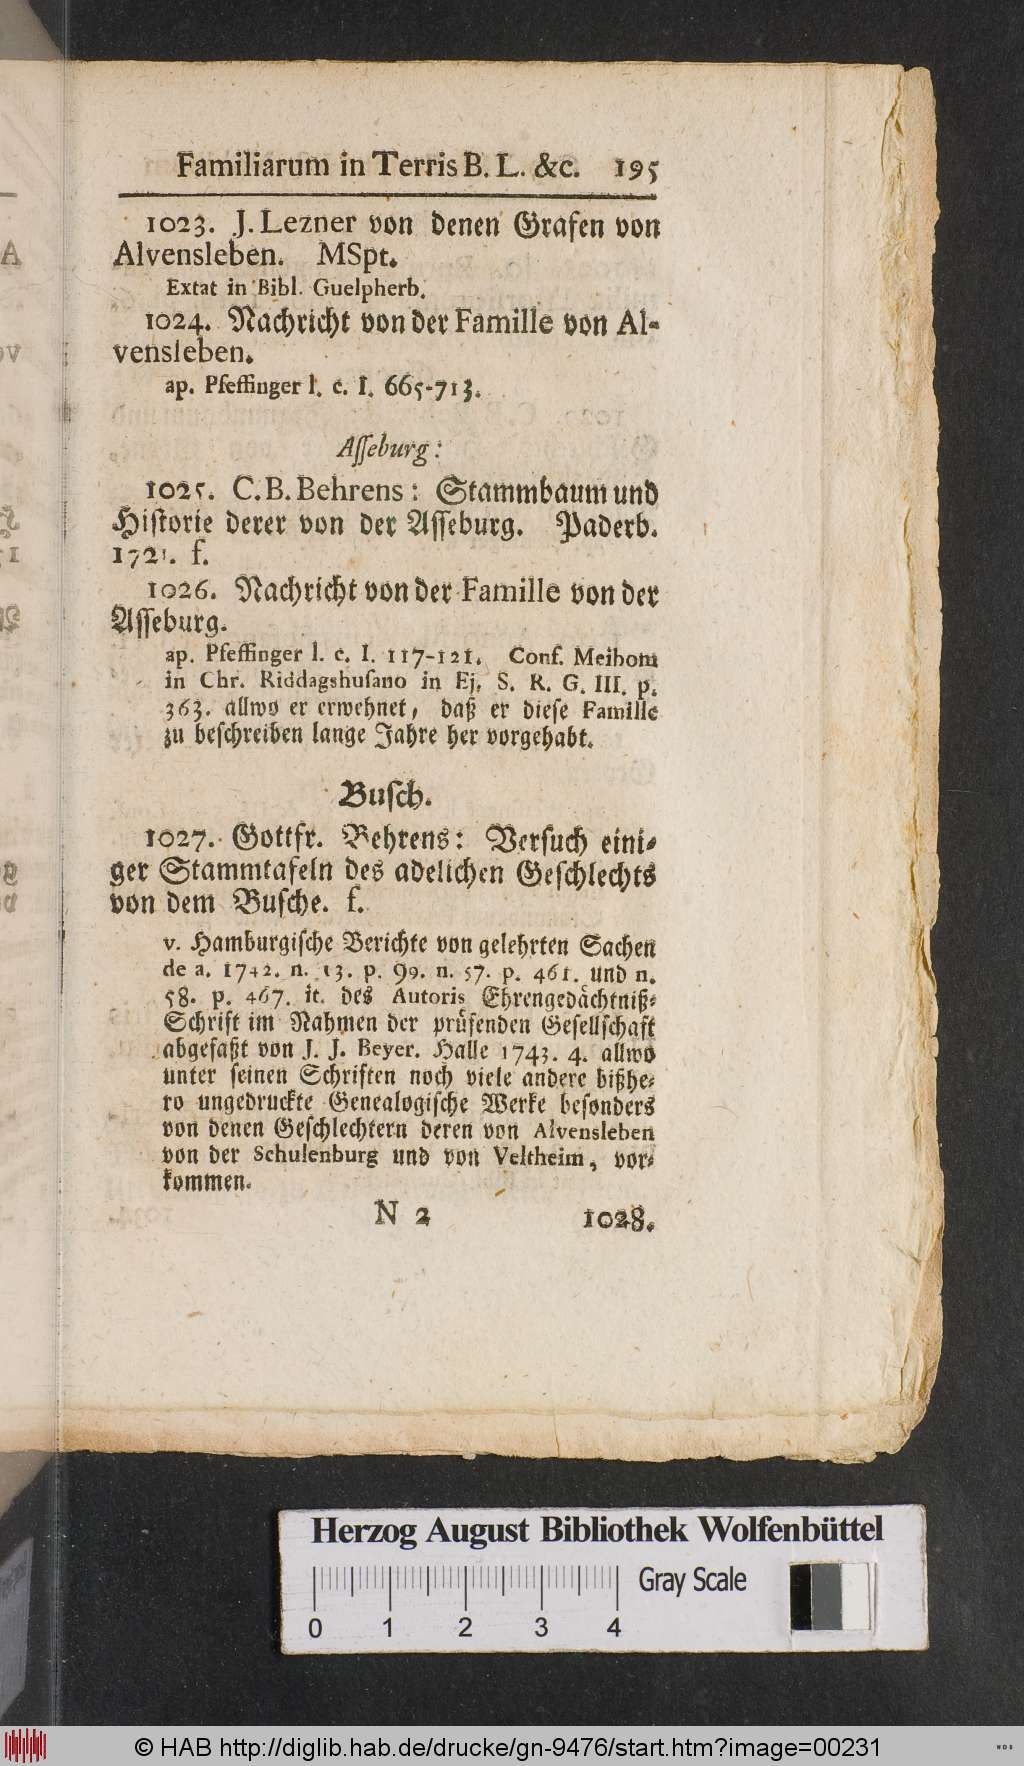 Familiarum in Terris B. L. &c. 195
1023. J. Lezner von denen Grafen von
Alvensleben. MSpt.
Extat in Bibl. Guelpherb.
1024. Nachricht von der Famille von Al-
vensleben.
ap. Pfeffinger l. c. I. 665-713.
Aſſeburg:
1025. C. B. Behrens: Stammbaum und
Hiſtorie derer von der Aſſeburg. Paderb.
1721. f.
1026. Nachricht von der Famille von der
Aſſeburg.
ap. Pfeffinger l. c. I. 117-121. Conf. Meibom
in Chr. Riddagshuſano in Ej. S. R. G. III. p.
363. allwo er erwehnet, daß er dieſe Famille
zu beſchreiben lange Jahre her vorgehabt.
Buſch.
1027. Gottfr. Behrens: Verſuch eini-
ger Stammtafeln des adelichen Geſchlechts
von dem Buſche. f.
v. Hamburgiſche Berichte von gelehrten Sachen
de a. 1742. n. 13. p. 99. n. 57. p. 461. und n.
58. p. 467. it. des Autoris Ehrengedächtniß-
Schrift im Nahmen der prüfenden Geſellſchaft
abgefaßt von J. J. Beyer. Halle 1743. 4. allwo
unter ſeinen Schriften noch viele andere bißhe-
ro ungedruckte Genealogiſche Werke beſonders
von denen Geſchlechtern deren von Alvensleben
von der Schulenburg und von Veltheim, vor-
kommen.
N 2 1028.
Herzog August Bibliothek Wolfenbüttel
Gray Scale
0 1 2 3 4
© HAB http://diglib.hab.de/drucke/gn-9476/start.htm?image=00231